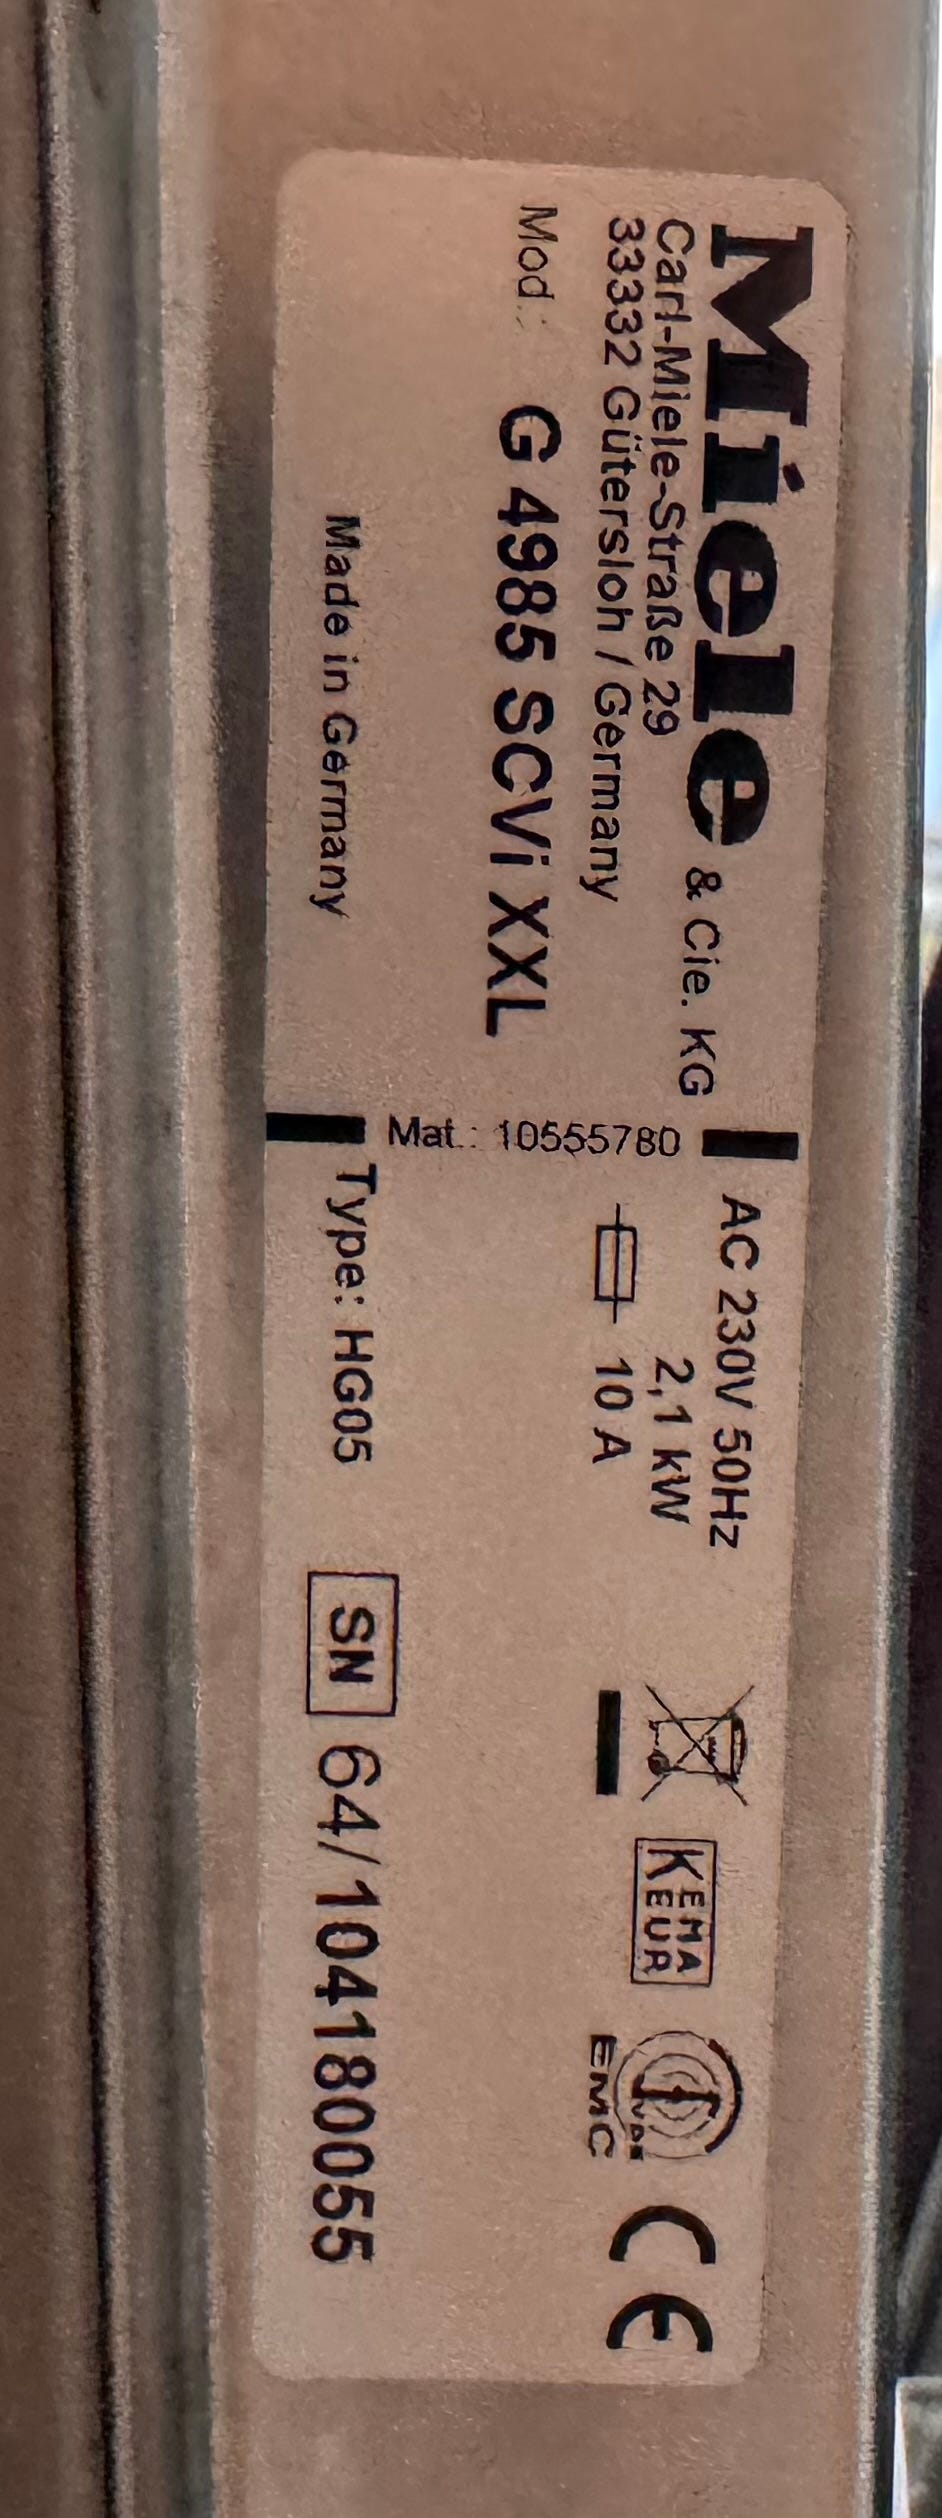 Miele & Cie. KG
Carl-Miele-Straße 29
33332 Gütersloh / Germany
Mod.: G 4985 SCVi XXL
Made in Germany
Mat.: 10555780
AC 230V 50Hz
2,1 kW
10 A
Type: HG05
SN 64/104180055
KEMA
EUR
EMC
CE